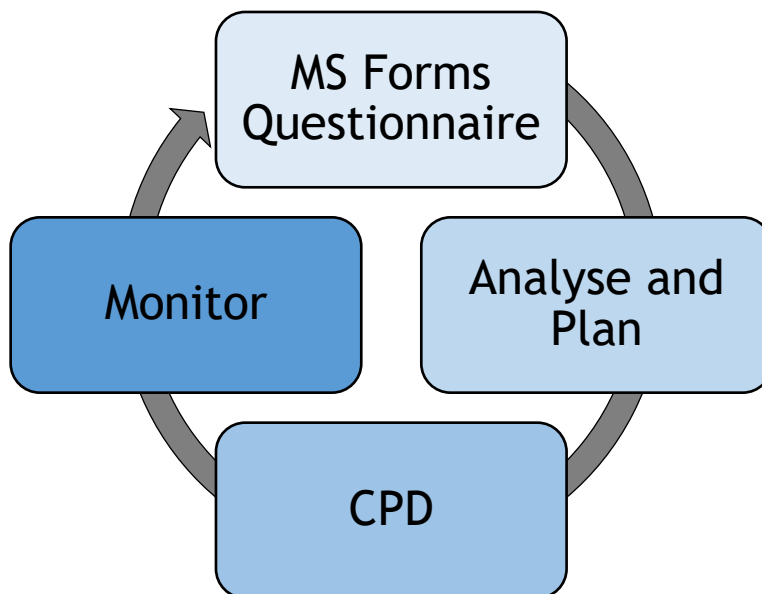 MS Forms
Questionnaire
Analyse and
Plan
CPD
Monitor